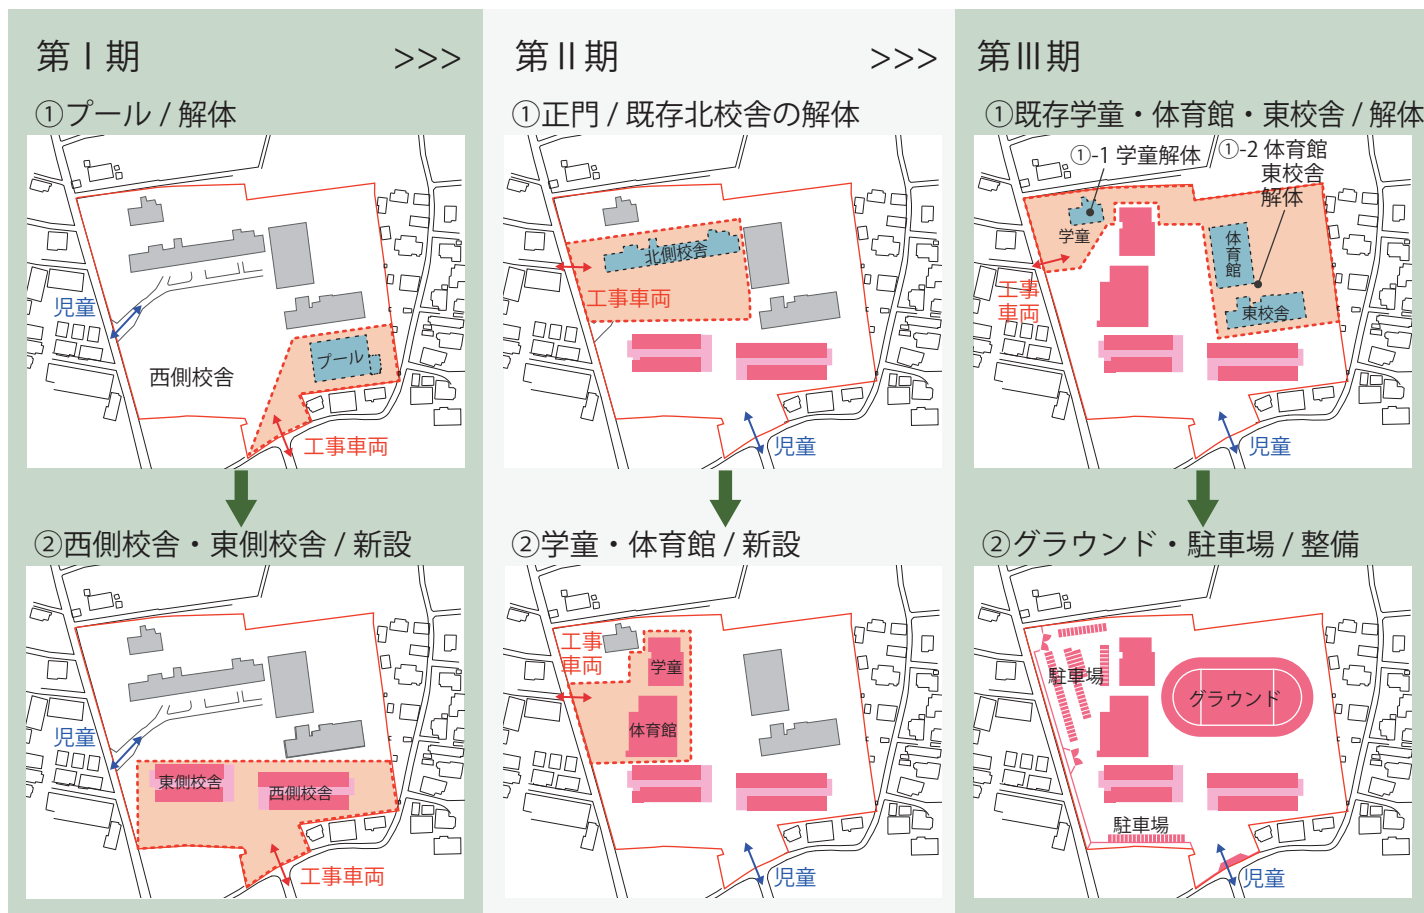 第Ⅰ期
>>>
①プール / 解体
児童
プール
西側校舎
工事車両
②西側校舎・東側校舎 / 新設
児童
東側校舎
西側校舎
工事車両
第Ⅱ期
>>>
①正門 / 既存北校舎の解体
北側校舎
工事車両
児童
②学童・体育館 / 新設
工事
車両
学童
体育館
児童
第Ⅲ期
①既存学童・体育館・東校舎 / 解体
①-1 学童解体
①-2 体育館
東校舎
解体
学童
体育館
工事
車両
東校舎
児童
②グラウンド・駐車場 / 整備
駐車場
グラウンド
駐車場
児童